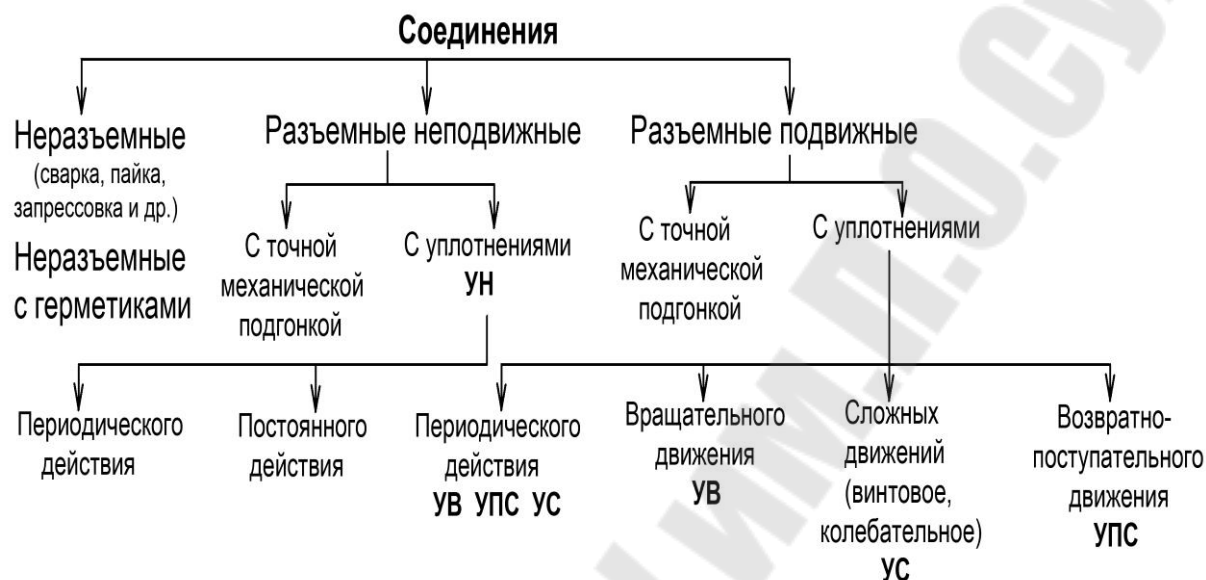 Соединения
Неразъемные
(сварка, пайка,
запрессовка и др.)
Неразъемные
с герметиками
Разъемные неподвижные
С точной
механической
подгонкой
С уплотнениями
УН
Разъемные подвижные
С точной
механической
подгонкой
С уплотнениями
Периодического
действия
Постоянного
действия
Периодического
действия
УВ УПС УС
Вращательного
движения
УВ
Сложных
движений
(винтовое,
колебательное)
УС
Возвратно-
поступательного
движения
УПС
им.П.О.Су